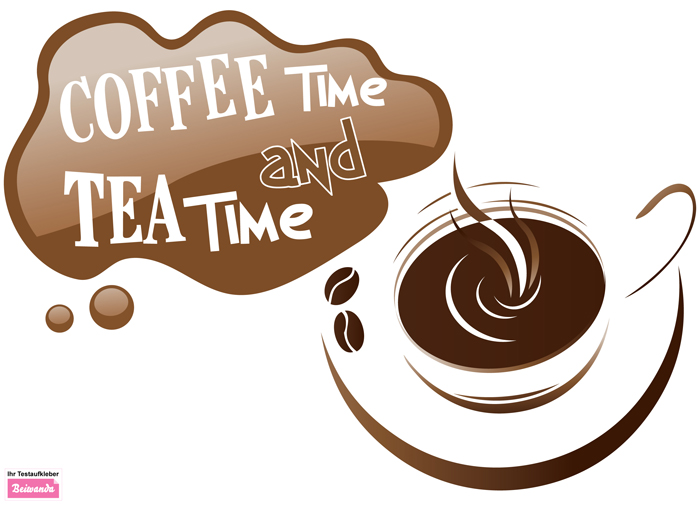 COFFEE TIME
and
TEA TIME
Ihr Testaufkleber
Beiwanda